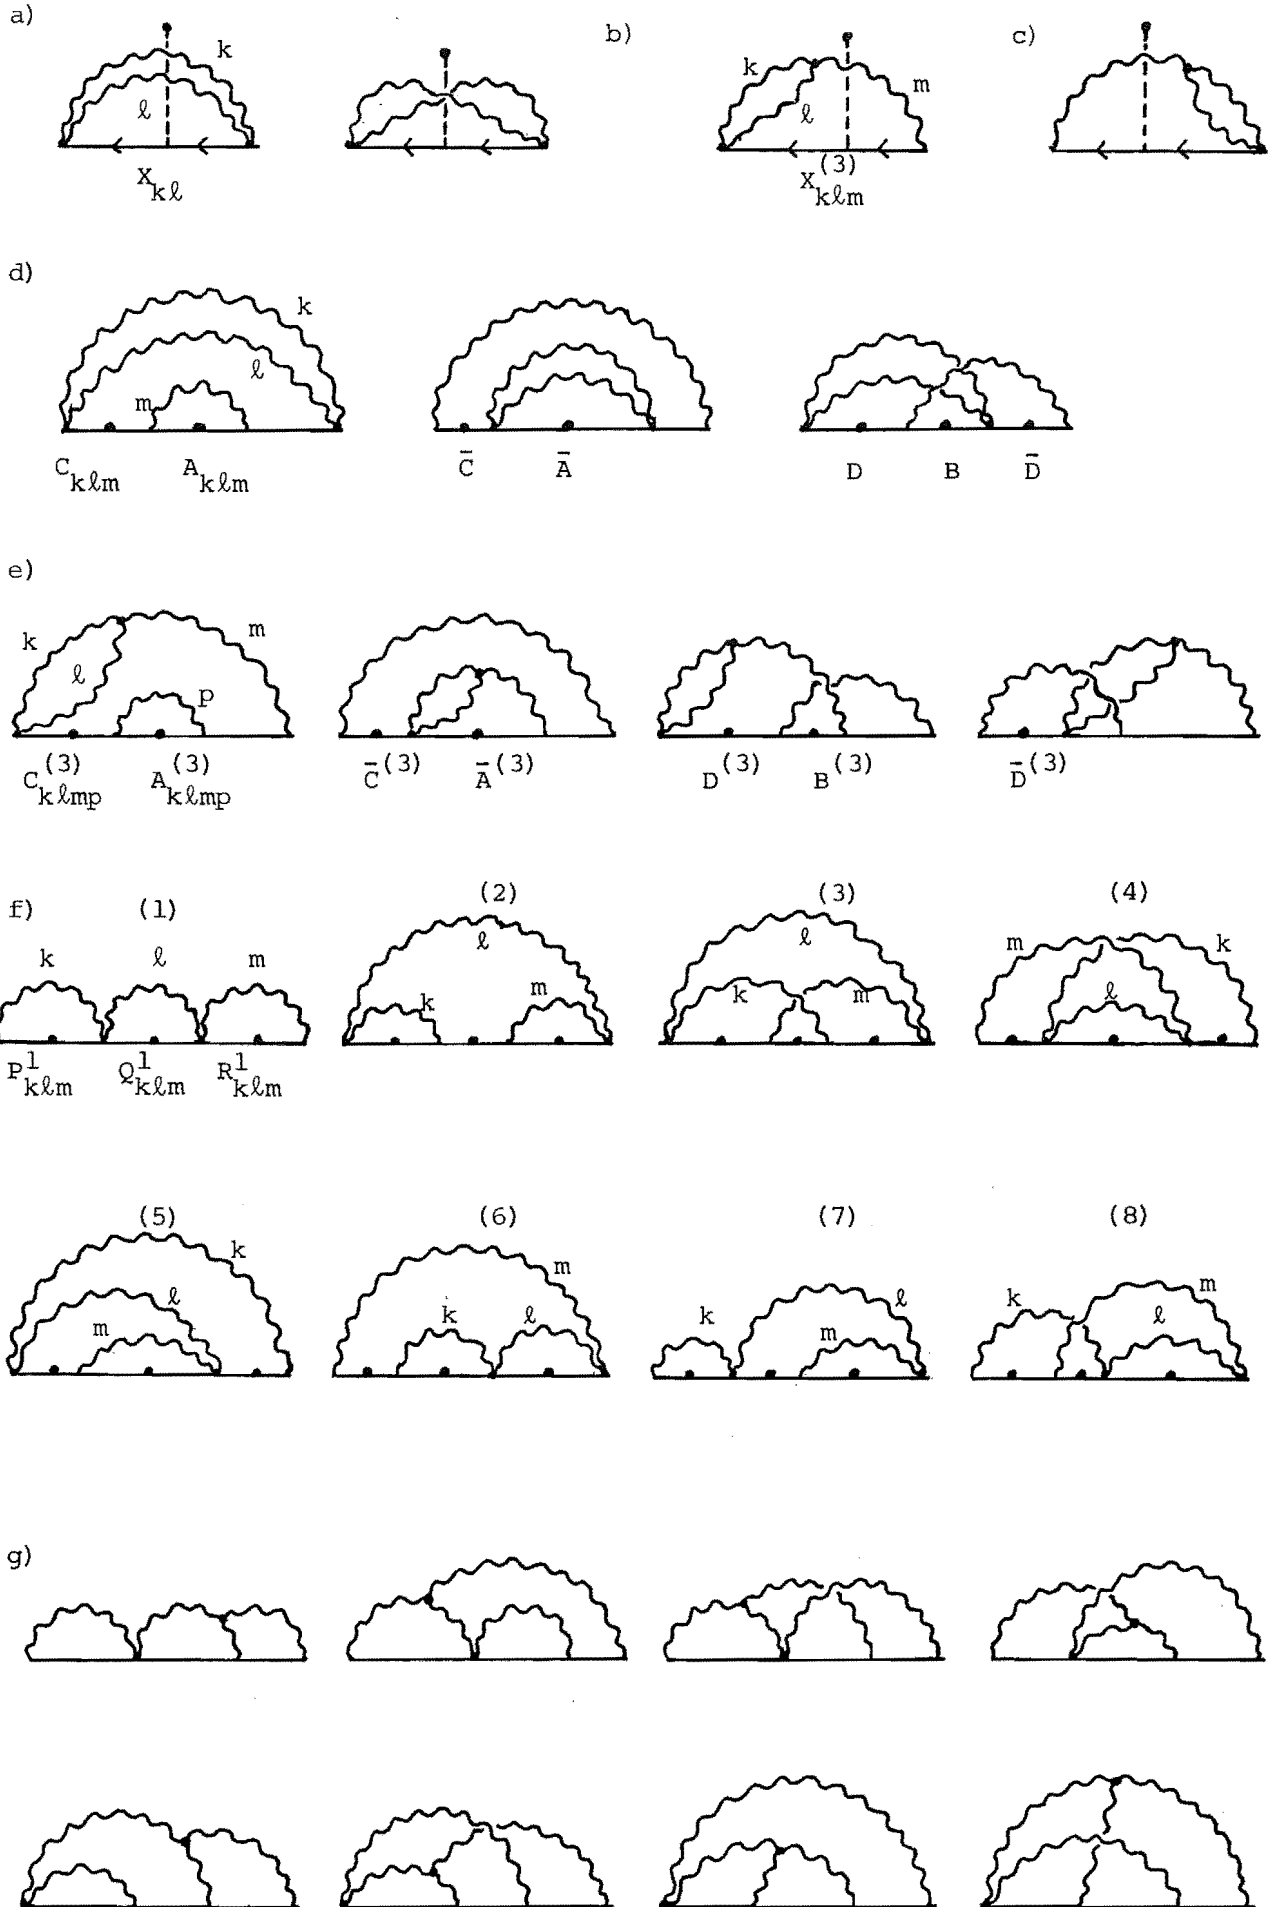 a) k b) c)
k m
ℓ ℓ
X_{kℓ} X^{(3)}_{kℓm}
d)
k
ℓ
m
C_{kℓm} A_{kℓm} C̄ Ā D B D̄
e)
k m
ℓ p
C^{(3)}_{kℓmp} A^{(3)}_{kℓmp} C̄^{(3)} Ā^{(3)} D^{(3)} B^{(3)} D̄^{(3)}
f) (1) (2) (3) (4)
k ℓ m ℓ ℓ m k
k m k m ℓ
P^1_{kℓm} Q^1_{kℓm} R^1_{kℓm}
(5) (6) (7) (8)
k m
ℓ k ℓ k ℓ k m
m m ℓ
g)